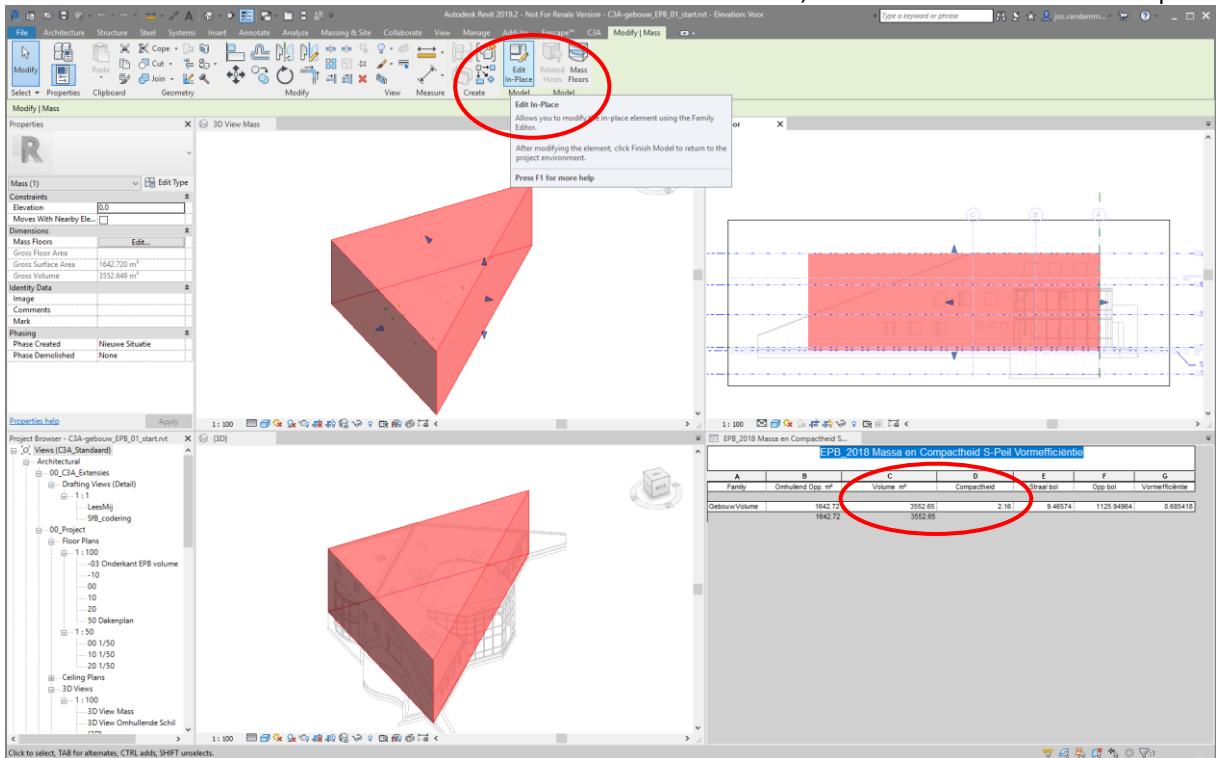 Autodesk Revit 2019.2 - Not For Resale Version - C3A-gebouw_EPB_01_start.rvt - Elevation: Voor
Type a keyword or phrase
jos.vandamm...
File Architecture Structure Steel Systems Insert Annotate Analyze Massing & Site Collaborate View Manage Add-Ins Enscape™ C3A Modify | Mass
Modify
Paste
Cope
Cut
Join
Edit In-Place
Related Hosts
Mass Floors
Select Properties Clipboard Geometry Modify View Measure Create Model Model
Modify | Mass
Edit In-Place
Allows you to modify the in-place element using the Family Editor.
After modifying the element, click Finish Model to return to the project environment.
Press F1 for more help
Properties
3D View Mass
Mass (1)
Edit Type
Constraints
Elevation 0.0
Moves With Nearby Ele...
Dimensions
Mass Floors Edit...
Gross Floor Area
Gross Surface Area 1642.720 m²
Gross Volume 3552.649 m³
Identity Data
Image
Comments
Mark
Phasing
Phase Created Nieuwe Situatie
Phase Demolished None
Properties help
Apply
1 : 100
C B A
1 : 100
Project Browser - C3A-gebouw_EPB_01_start.rvt
Views (C3A_Standaard)
Architectural
00_C3A_Extensies
Drafting Views (Detail)
1 : 1
LeesMij
SfB_codering
00_Project
Floor Plans
1 : 100
-03 Onderkant EPB volume
-10
00
10
20
50 Dakenplan
1 : 50
00 1/50
10 1/50
20 1/50
Ceiling Plans
3D Views
1 : 100
3D View Mass
3D View Omhullende Schil
{3D}
BACK
1 : 100
EPB_2018 Massa en Compactheid S...
EPB_2018 Massa en Compactheid S-Peil Vormefficiëntie
A B C D E F G
Family Omhullend Opp. m² Volume m³ Compactheid Straal bol Opp bol Vormefficiëntie
GebouwVolume 1642.72 3552.65 2.16 9.46574 1125.94964 0.685418
1642.72 3552.65
Click to select, TAB for alternates, CTRL adds, SHIFT unselects.